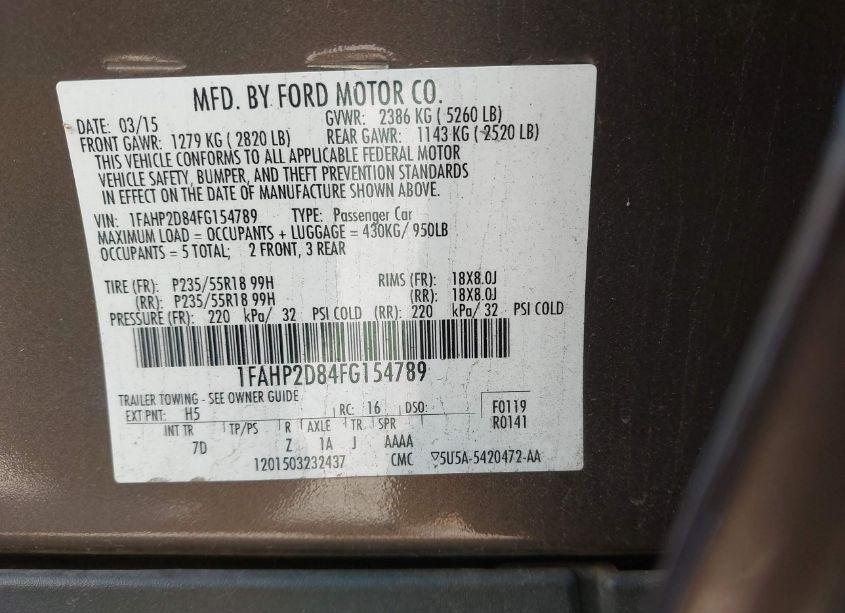 MFD. BY FORD MOTOR CO.
DATE: 03/15 GVWR: 2386 KG ( 5260 LB)
FRONT GAWR: 1279 KG ( 2820 LB) REAR GAWR: 1143 KG ( 2520 LB)
THIS VEHICLE CONFORMS TO ALL APPLICABLE FEDERAL MOTOR
VEHICLE SAFETY, BUMPER, AND THEFT PREVENTION STANDARDS
IN EFFECT ON THE DATE OF MANUFACTURE SHOWN ABOVE.
VIN: 1FAHP2D84FG154789 TYPE: Passenger Car
MAXIMUM LOAD = OCCUPANTS + LUGGAGE = 430KG/ 950LB
OCCUPANTS = 5 TOTAL; 2 FRONT, 3 REAR
TIRE (FR): P235/55R18 99H RIMS (FR): 18X8.0J
(RR): P235/55R18 99H (RR): 18X8.0J
PRESSURE (FR): 220 kPa/ 32 PSI COLD (RR): 220 kPa/ 32 PSI COLD
1FAHP2D84FG154789
TRAILER TOWING - SEE OWNER GUIDE
EXT PNT: H5 RC: 16 DSO: F0119
R0141
INT TR TP/PS R AXLE TR SPR
7D Z 1A J AAAA
1201503232437 CMC ▽5U5A-5420472-AA